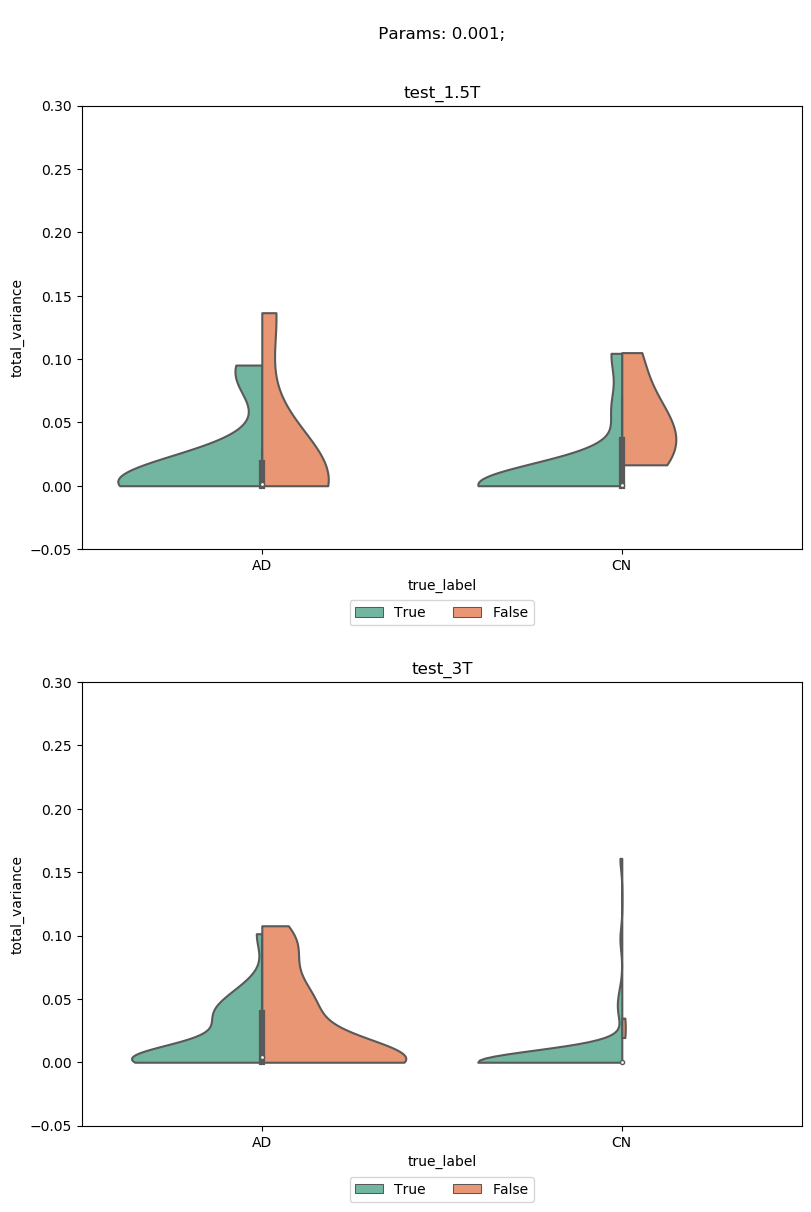 Params: 0.001;
test_1.5T
0.30
0.25
0.20
0.15
0.10
0.05
0.00
−0.05
total_variance
AD
CN
true_label
True
False
test_3T
0.30
0.25
0.20
0.15
0.10
0.05
0.00
−0.05
total_variance
AD
CN
true_label
True
False